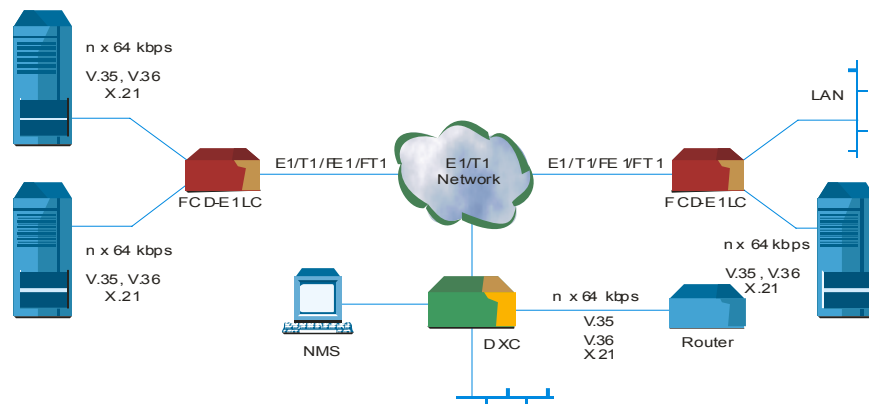 n x 64 kbps
V.35, V.36
X.21
LAN
E1/T1/FE1/FT1
E1/T1
Network
E1/T1/FE1/FT1
FCD-E1LC
FCD-E1LC
n x 64 kbps
V.35, V.36
X.21
n x 64 kbps
V.35, V.36
X.21
n x 64 kbps
V.35
V.36
X.21
NMS
DXC
Router